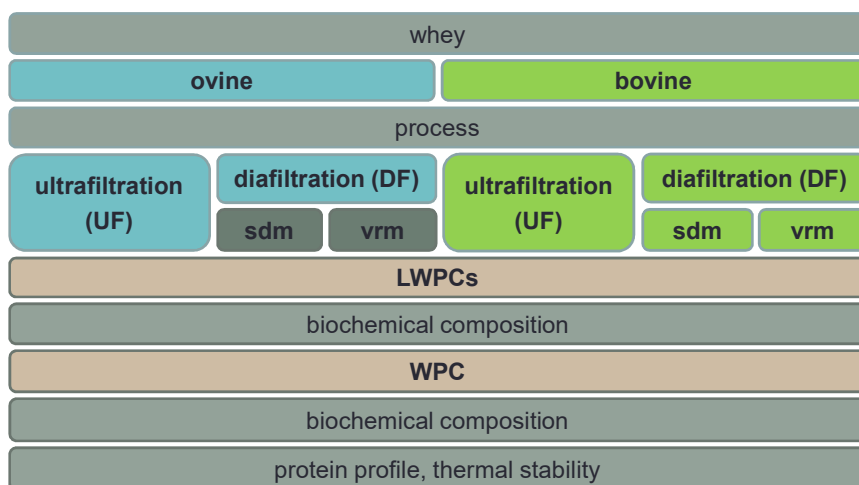 whey
ovine
bovine
process
ultrafiltration
(UF)
diafiltration (DF)
sdm
vrm
ultrafiltration
(UF)
diafiltration (DF)
sdm
vrm
LWPCs
biochemical composition
WPC
biochemical composition
protein profile, thermal stability